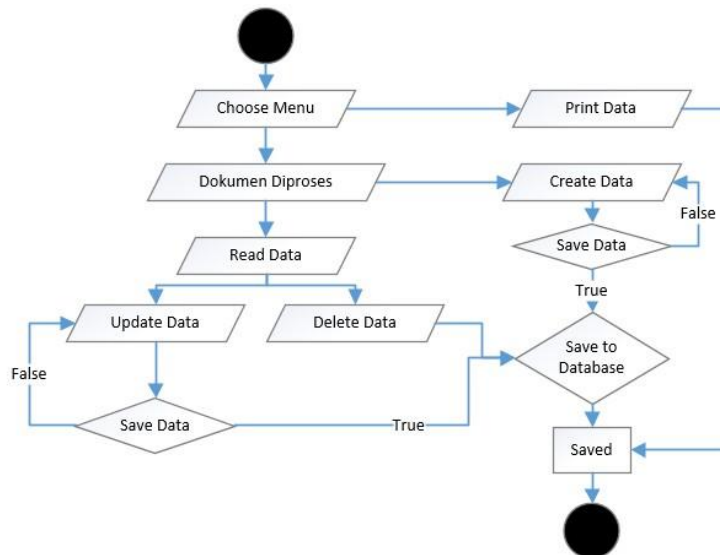 Choose Menu
Print Data
Dokumen Diproses
Create Data
False
Save Data
Read Data
True
Update Data
Delete Data
Save to
Database
False
Save Data
True
Saved